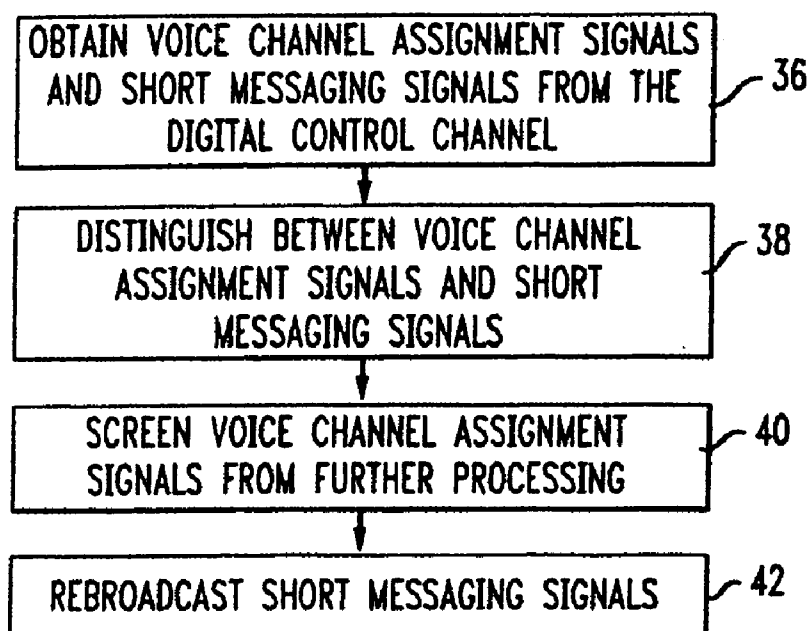 OBTAIN VOICE CHANNEL ASSIGNMENT SIGNALS
AND SHORT MESSAGING SIGNALS FROM THE
DIGITAL CONTROL CHANNEL
36
DISTINGUISH BETWEEN VOICE CHANNEL
ASSIGNMENT SIGNALS AND SHORT
MESSAGING SIGNALS
38
SCREEN VOICE CHANNEL ASSIGNMENT
SIGNALS FROM FURTHER PROCESSING
40
REBROADCAST SHORT MESSAGING SIGNALS
42